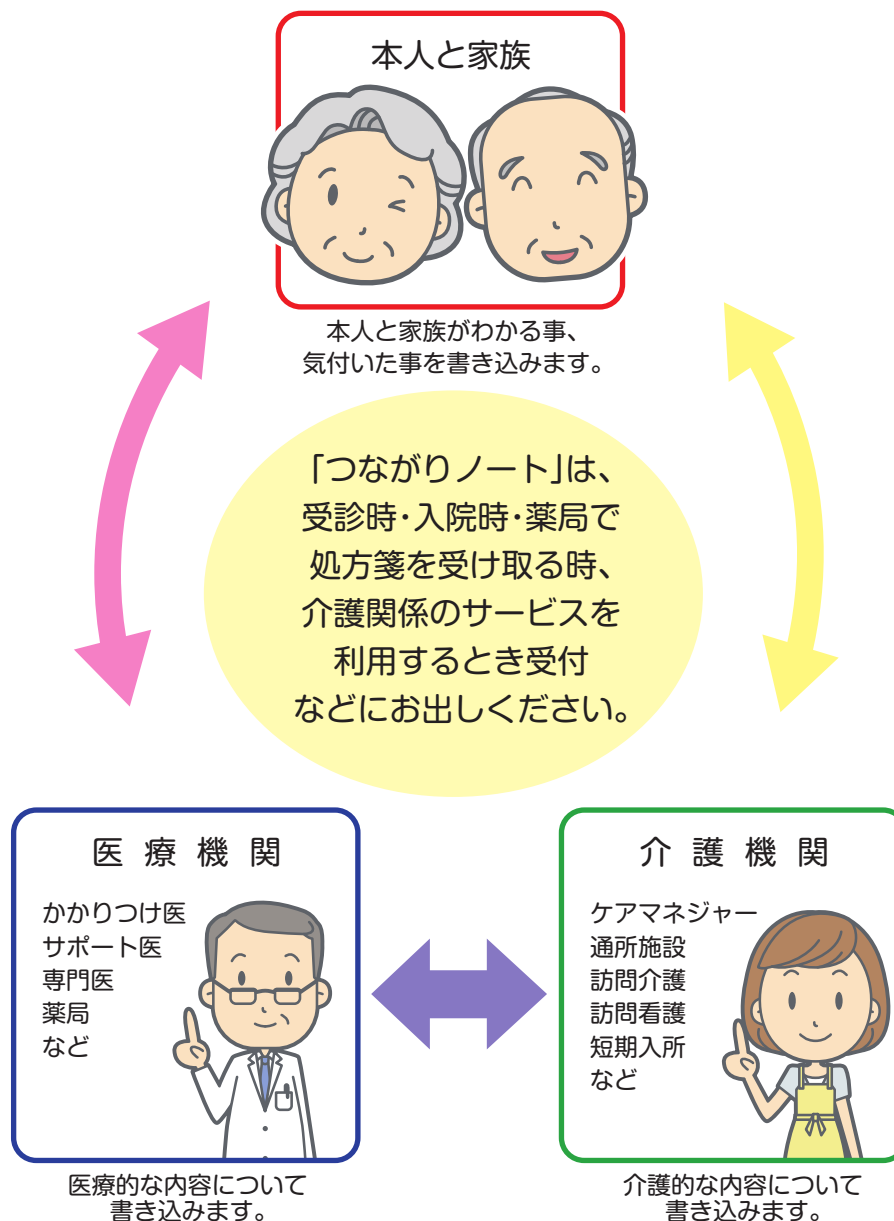 本人と家族
本人と家族がわかる事、
気付いた事を書き込みます。
「つながりノート」は、
受診時・入院時・薬局で
処方箋を受け取る時、
介護関係のサービスを
利用するとき受付
などにお出しください。
医療機関
かかりつけ医
サポート医
専門医
薬局
など
医療的な内容について
書き込みます。
介護機関
ケアマネジャー
通所施設
訪問介護
訪問看護
短期入所
など
介護的な内容について
書き込みます。